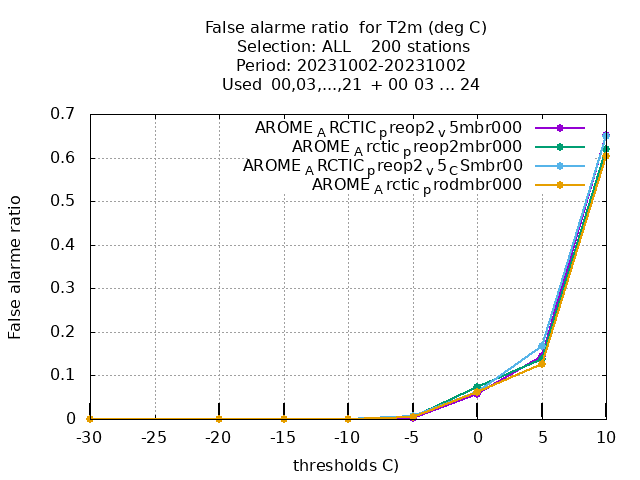 False alarme ratio  for T2m (deg C)
Selection: ALL    200 stations
Period: 20231002-20231002
Used  00,03,...,21  + 00 03 ... 24
False alarme ratio
0.7
0.6
0.5
0.4
0.3
0.2
0.1
0
AROME_ARCTIC_preop2_v5mbr000
AROME_Arctic_preop2mbr000
AROME_ARCTIC_preop2_v5_CSmbr00
AROME_Arctic_prodmbr000
-30 -25 -20 -15 -10 -5 0 5 10
thresholds C)